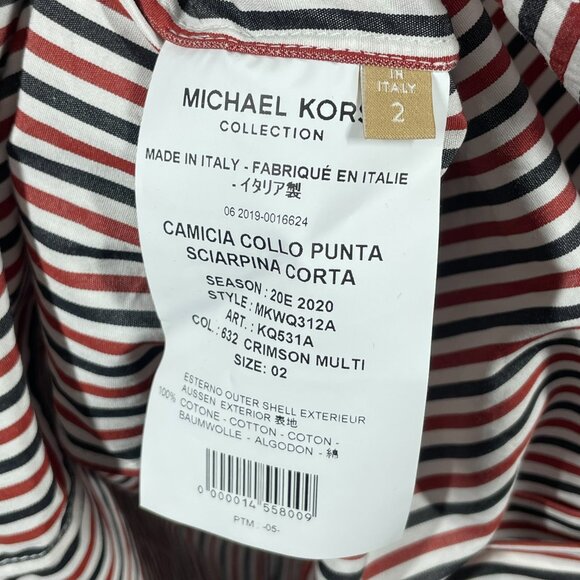 IN
ITALY
2
MICHAEL KORS
COLLECTION
MADE IN ITALY - FABRIQUÉ EN ITALIE
- イタリア製
06 2019-0016624
CAMICIA COLLO PUNTA
SCIARPINA CORTA
SEASON : 20E 2020
STYLE : MKWQ312A
ART. : KQ531A
COL. : 632 CRIMSON MULTI
SIZE: 02
ESTERNO OUTER SHELL EXTERIEUR
AUSSEN EXTERIOR 表地
100% COTONE - COTTON - COTON -
BAUMWOLLE - ALGODON - 綿
0 000014 558009
PTM . -05-